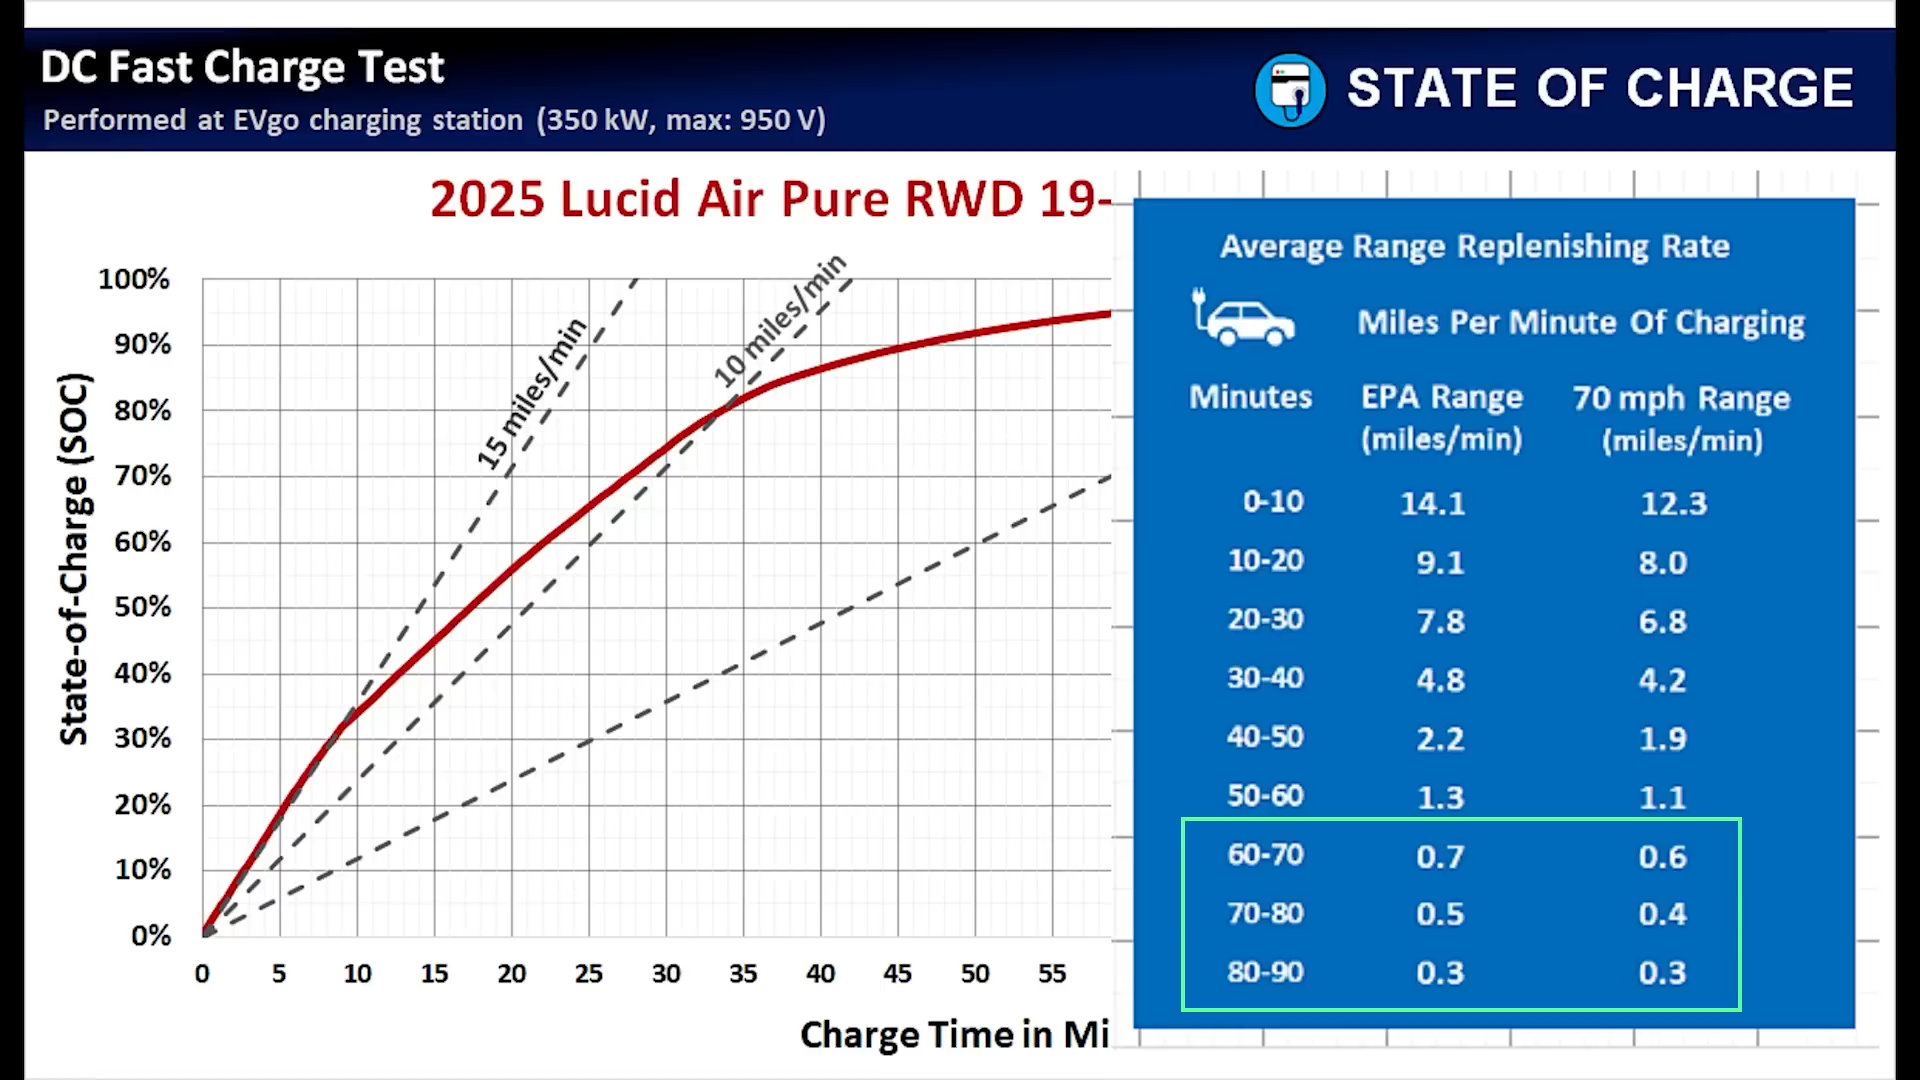 DC Fast Charge Test
Performed at EVgo charging station (350 kW, max: 950 V)
STATE OF CHARGE
2025 Lucid Air Pure RWD 19-
State-of-Charge (SOC)
100%
90%
80%
70%
60%
50%
40%
30%
20%
10%
0%
15 miles/min
10 miles/min
0 5 10 15 20 25 30 35 40 45 50 55
Charge Time in Mi
Average Range Replenishing Rate
Miles Per Minute Of Charging
Minutes EPA Range 70 mph Range
(miles/min) (miles/min)
0-10 14.1 12.3
10-20 9.1 8.0
20-30 7.8 6.8
30-40 4.8 4.2
40-50 2.2 1.9
50-60 1.3 1.1
60-70 0.7 0.6
70-80 0.5 0.4
80-90 0.3 0.3